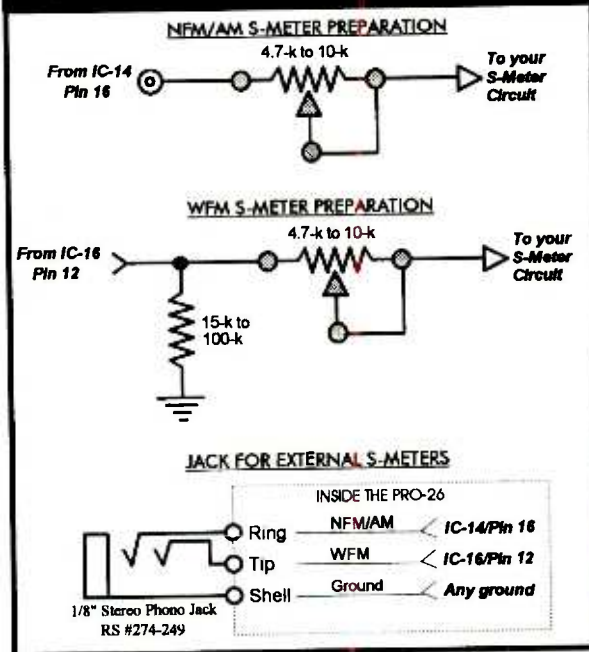 NFM/AM S-METER PREPARATION
4.7-k to 10-k
From IC-14
Pin 16
To your
S-Meter
Circuit
WFM S-METER PREPARATION
4.7-k to 10-k
From IC-16
Pin 12
To your
S-Meter
Circuit
15-k to
100-k
JACK FOR EXTERNAL S-METERS
INSIDE THE PRO-26
Ring NFM/AM IC-14/Pin 16
Tip WFM IC-16/Pin 12
Shell Ground Any ground
1/8" Stereo Phono Jack
RS #274-249